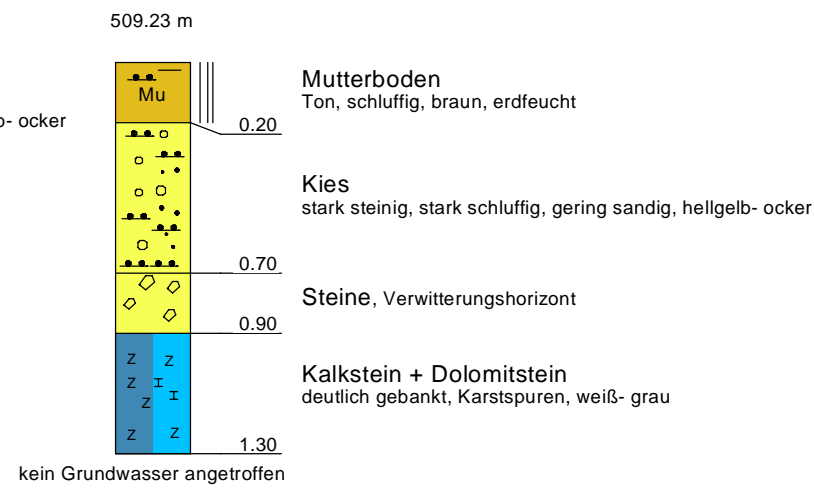 509.23 m
Mu
Mutterboden
Ton, schluffig, braun, erdfeucht
ocker
0.20
Kies
stark steinig, stark schluffig, gering sandig, hellgelb- ocker
0.70
Steine, Verwitterungshorizont
0.90
Z Z
Z I
Z I
Z Z
Kalkstein + Dolomitstein
deutlich gebankt, Karstspuren, weiß- grau
1.30
kein Grundwasser angetroffen